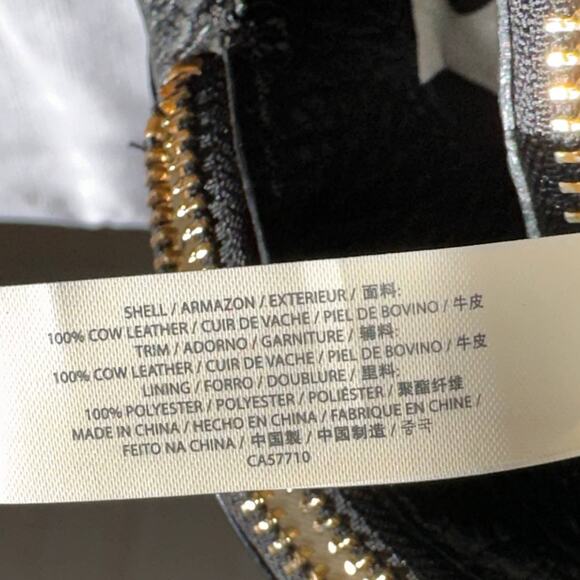 SHELL / ARMAZON / EXTERIEUR / 面料:
100% COW LEATHER / CUIR DE VACHE / PIEL DE BOVINO / 牛皮
TRIM / ADORNO / GARNITURE / 辅料:
100% COW LEATHER / CUIR DE VACHE / PIEL DE BOVINO / 牛皮
LINING / FORRO / DOUBLURE / 里料:
100% POLYESTER / POLYESTER / POLIÉSTER / 聚酯纤维
MADE IN CHINA / HECHO EN CHINA / FABRIQUE EN CHINE /
FEITO NA CHINA / 中国製 / 中国制造 / 중국
CA57710